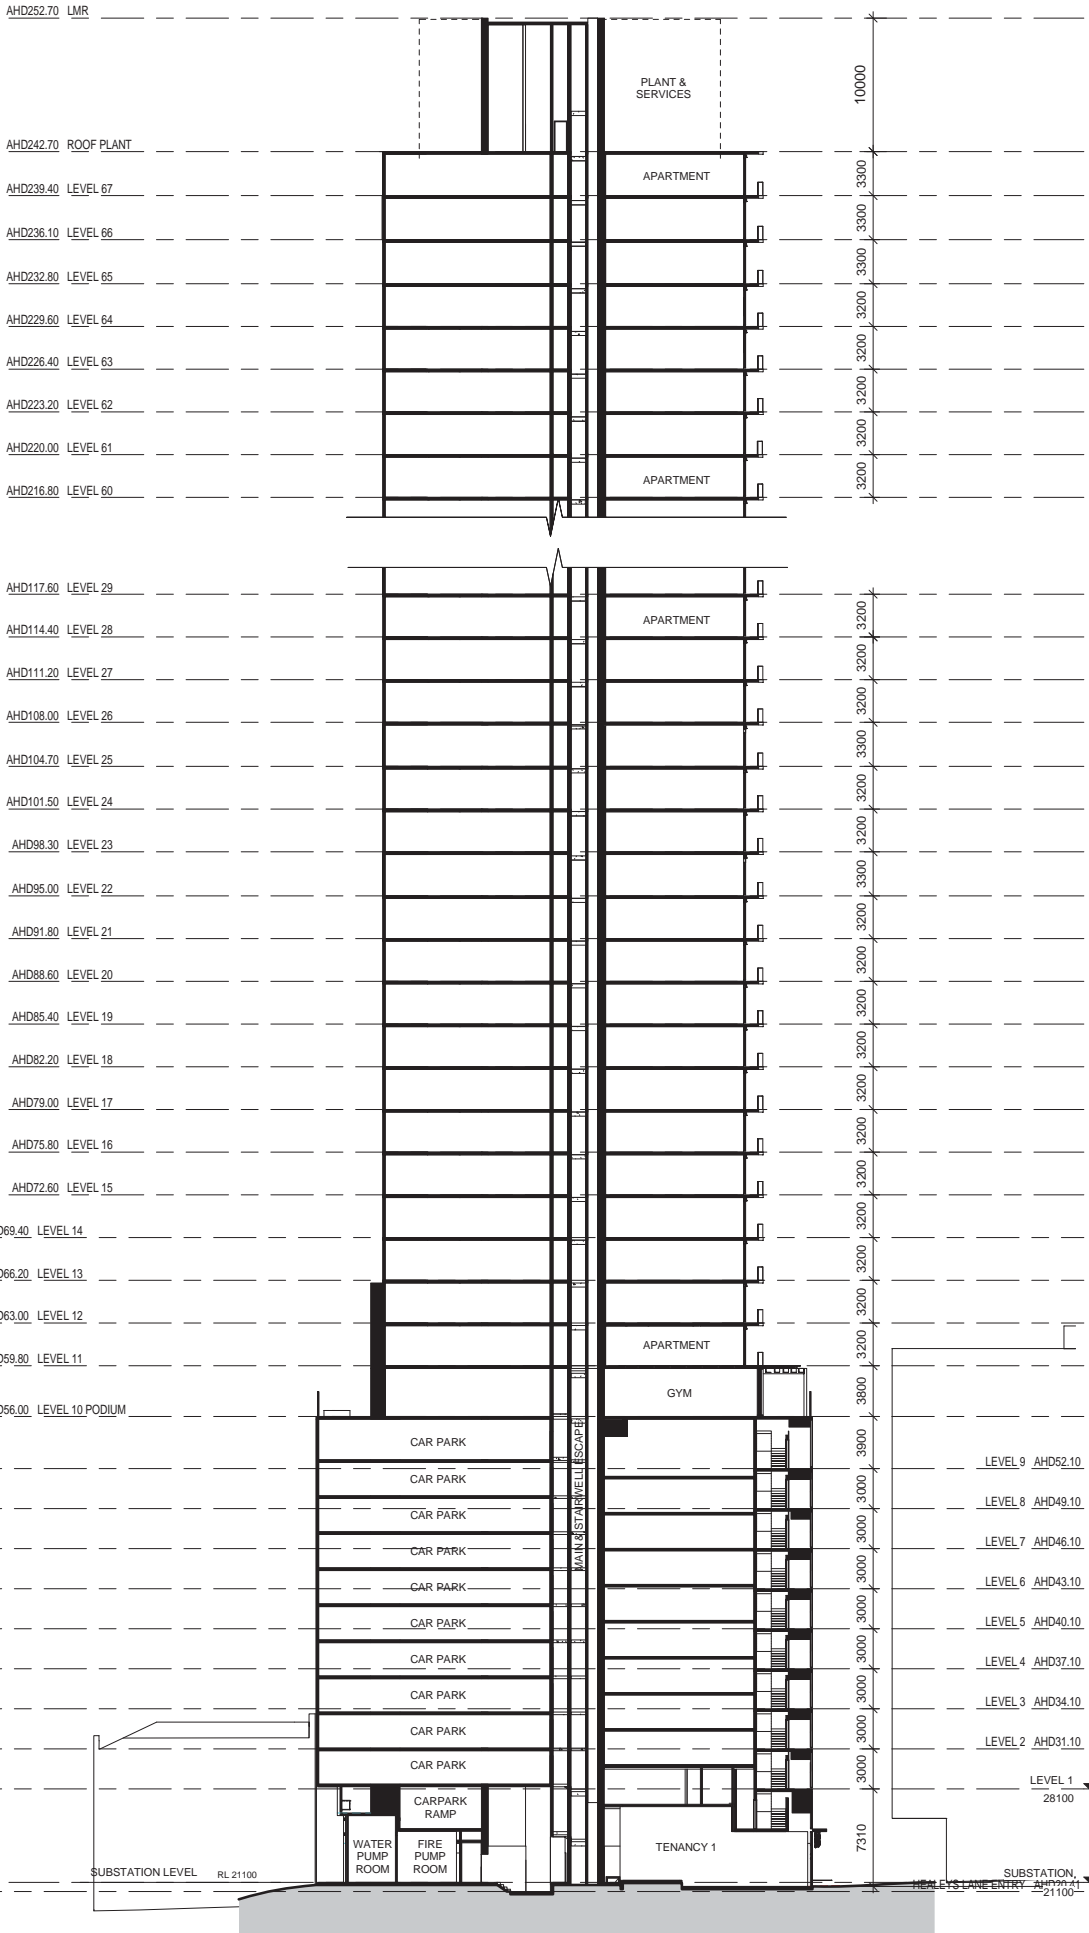 AHD252.70 LMR
PLANT &
SERVICES
10000
AHD242.70 ROOF PLANT
APARTMENT
3300
AHD239.40 LEVEL 67
3300
AHD236.10 LEVEL 66
3300
AHD232.80 LEVEL 65
3200
AHD229.60 LEVEL 64
3200
AHD226.40 LEVEL 63
3200
AHD223.20 LEVEL 62
3200
AHD220.00 LEVEL 61
APARTMENT
3200
AHD216.80 LEVEL 60
AHD117.60 LEVEL 29
APARTMENT
3200
AHD114.40 LEVEL 28
3200
AHD111.20 LEVEL 27
3200
AHD108.00 LEVEL 26
3300
AHD104.70 LEVEL 25
3200
AHD101.50 LEVEL 24
3200
AHD98.30 LEVEL 23
3300
AHD95.00 LEVEL 22
3200
AHD91.80 LEVEL 21
3200
AHD88.60 LEVEL 20
3200
AHD85.40 LEVEL 19
3200
AHD82.20 LEVEL 18
3200
AHD79.00 LEVEL 17
3200
AHD75.80 LEVEL 16
3200
AHD72.60 LEVEL 15
3200
D69.40 LEVEL 14
3200
D66.20 LEVEL 13
3200
D63.00 LEVEL 12
APARTMENT
3200
D59.80 LEVEL 11
GYM
3800
D56.00 LEVEL 10 PODIUM
MAIN & STAIRWELL ESCAPE
CAR PARK
3900
LEVEL 9 AHD52.10
CAR PARK
3000
LEVEL 8 AHD49.10
CAR PARK
3000
LEVEL 7 AHD46.10
CAR PARK
3000
LEVEL 6 AHD43.10
CAR PARK
3000
LEVEL 5 AHD40.10
CAR PARK
3000
LEVEL 4 AHD37.10
CAR PARK
3000
LEVEL 3 AHD34.10
CAR PARK
3000
LEVEL 2 AHD31.10
CAR PARK
3000
LEVEL 1
28100
CAR PARK
CARPARK
RAMP
WATER
PUMP
ROOM
FIRE
PUMP
ROOM
TENANCY 1
7310
SUBSTATION LEVEL RL 21100
SUBSTATION,
HEALEYS LANE ENTRY AHD20.41
21100